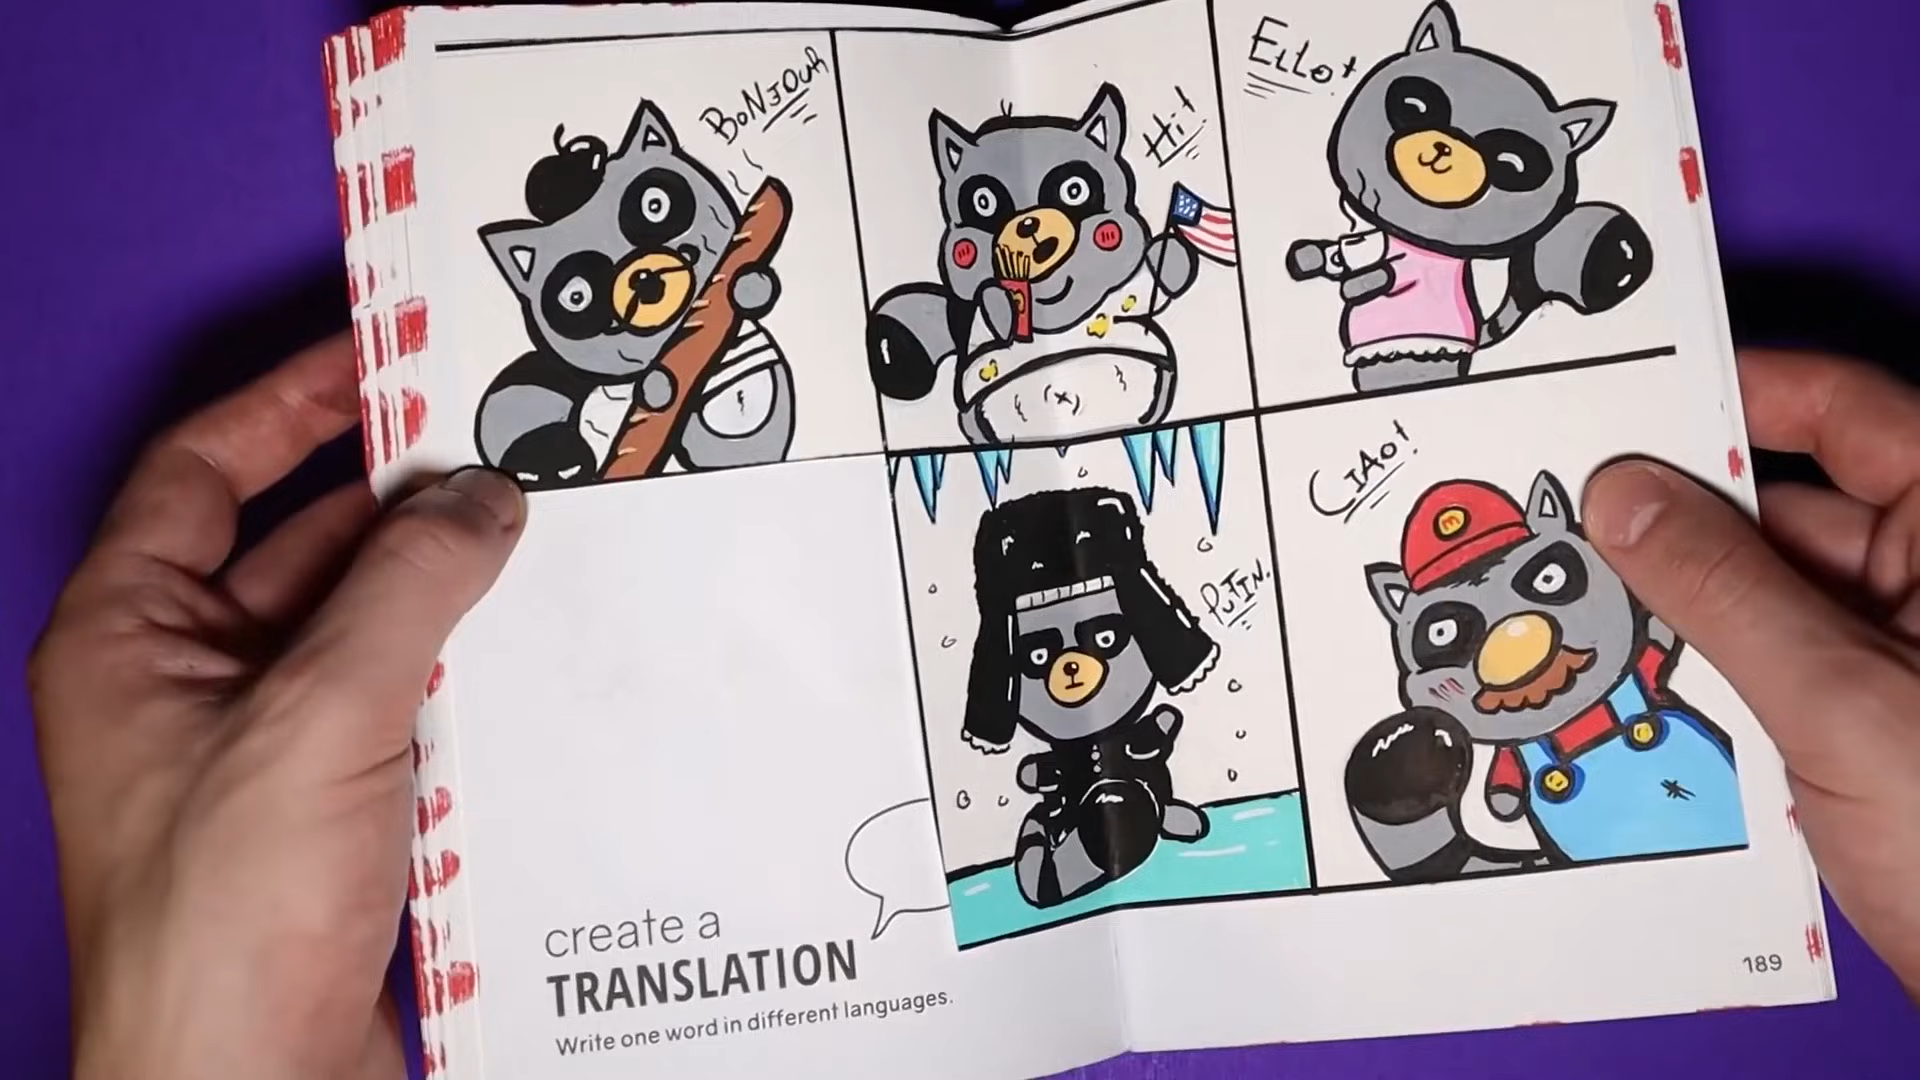 BONJOUR
Hi!
ELLO!
PUTIN.
CIAO!
m
create a
TRANSLATION
Write one word in different languages.
189